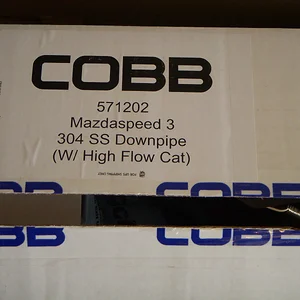 COBB
571202
Mazdaspeed 3
304 SS Downpipe
(W/ High Flow Cat)
COBB
COBB